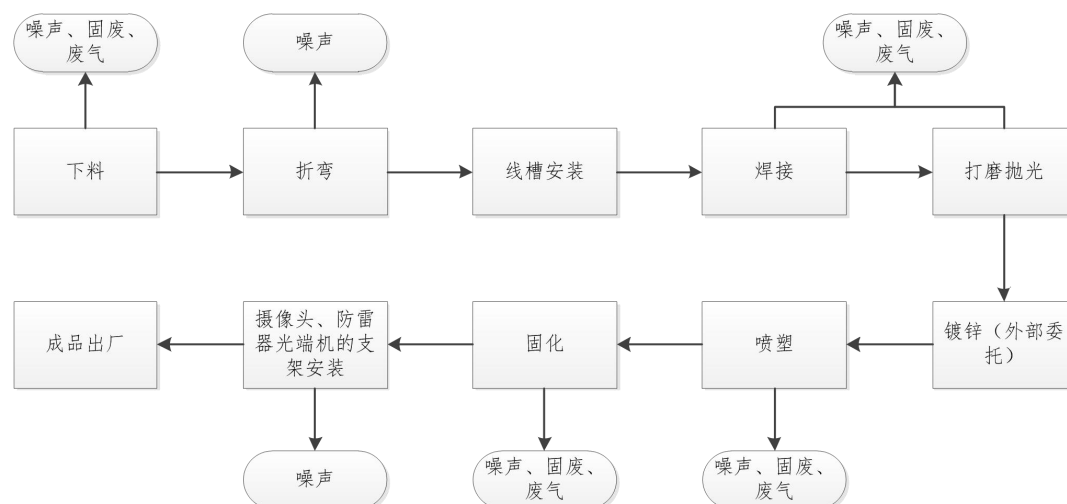 噪声、固废、
废气
噪声
噪声、固废、
废气
下料
折弯
线槽安装
焊接
打磨抛光
成品出厂
摄像头、防雷
器光端机的支
架安装
固化
喷塑
镀锌（外部委
托）
噪声
噪声、固废、
废气
噪声、固废、
废气